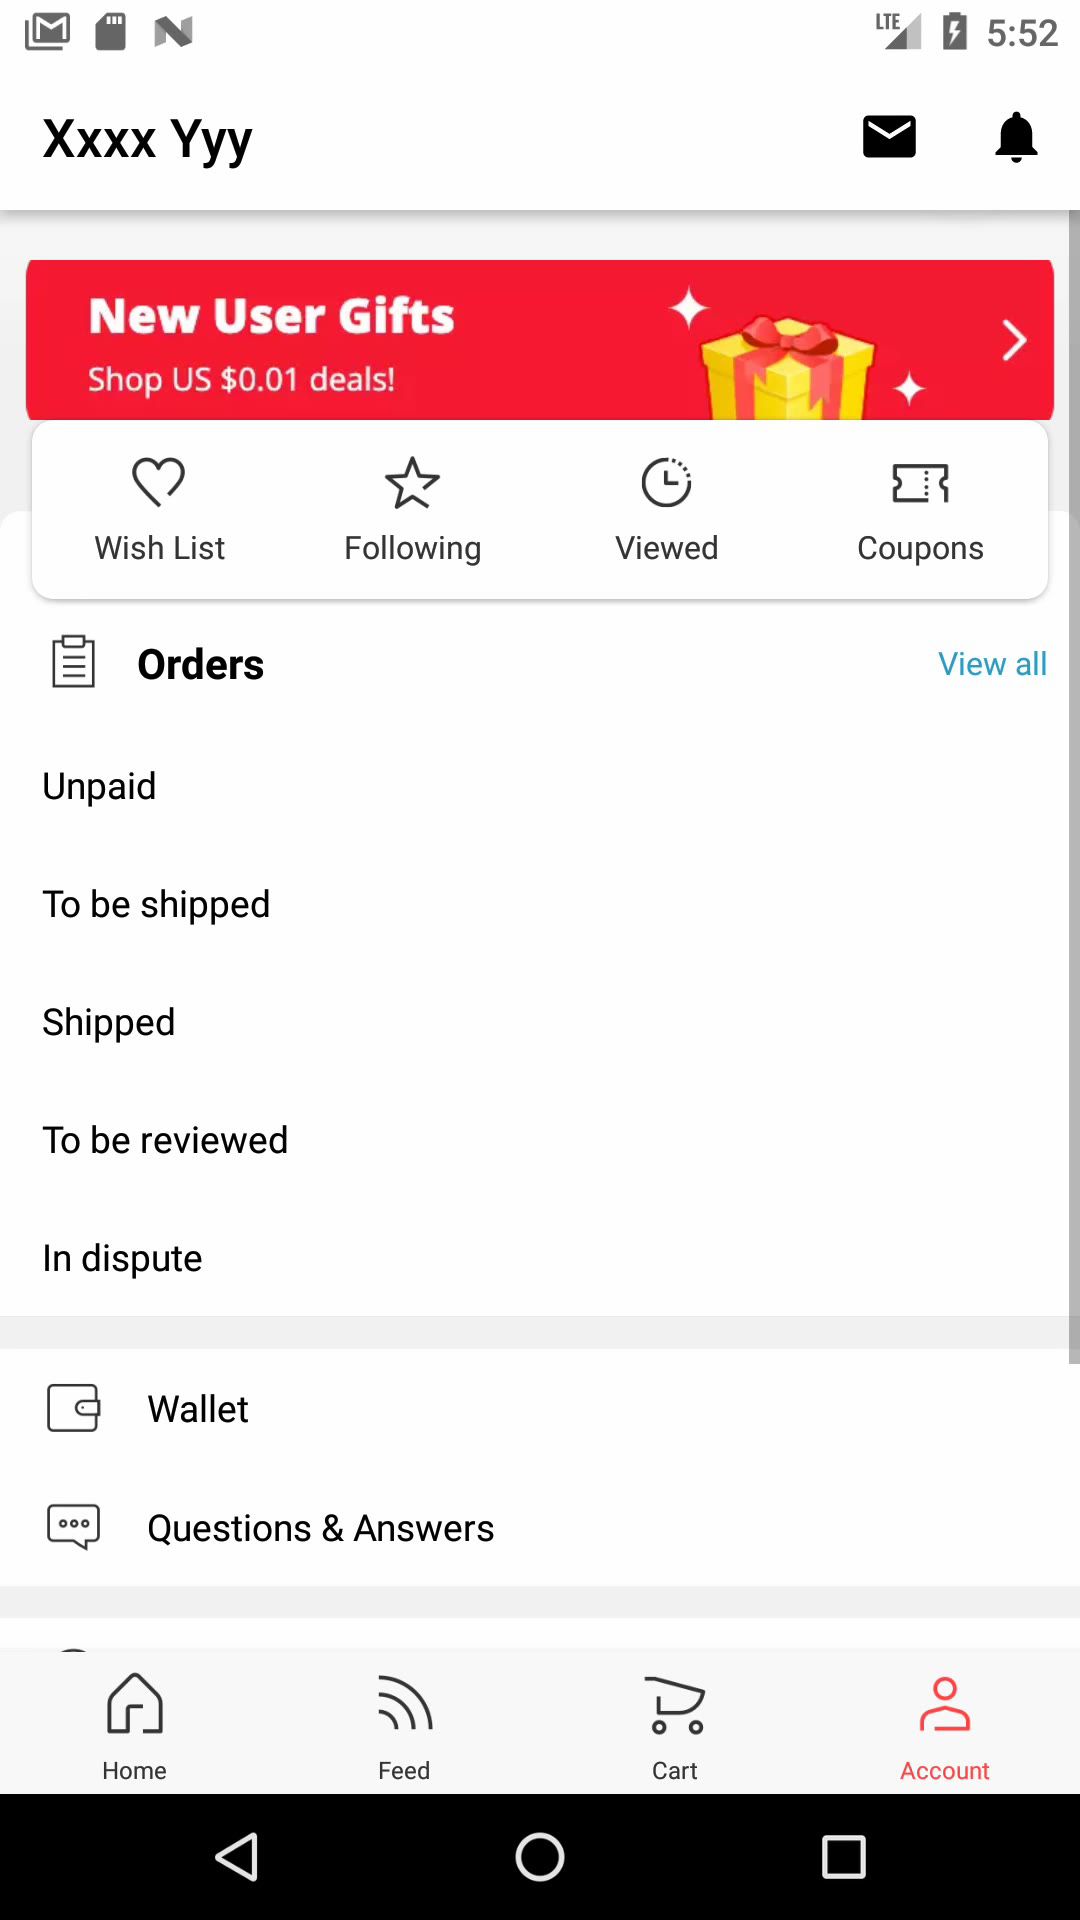 LTE 5:52
Xxxx Yyy
New User Gifts
Shop US $0.01 deals!
Wish List Following Viewed Coupons
Orders View all
Unpaid
To be shipped
Shipped
To be reviewed
In dispute
Wallet
Questions & Answers
Home Feed Cart Account